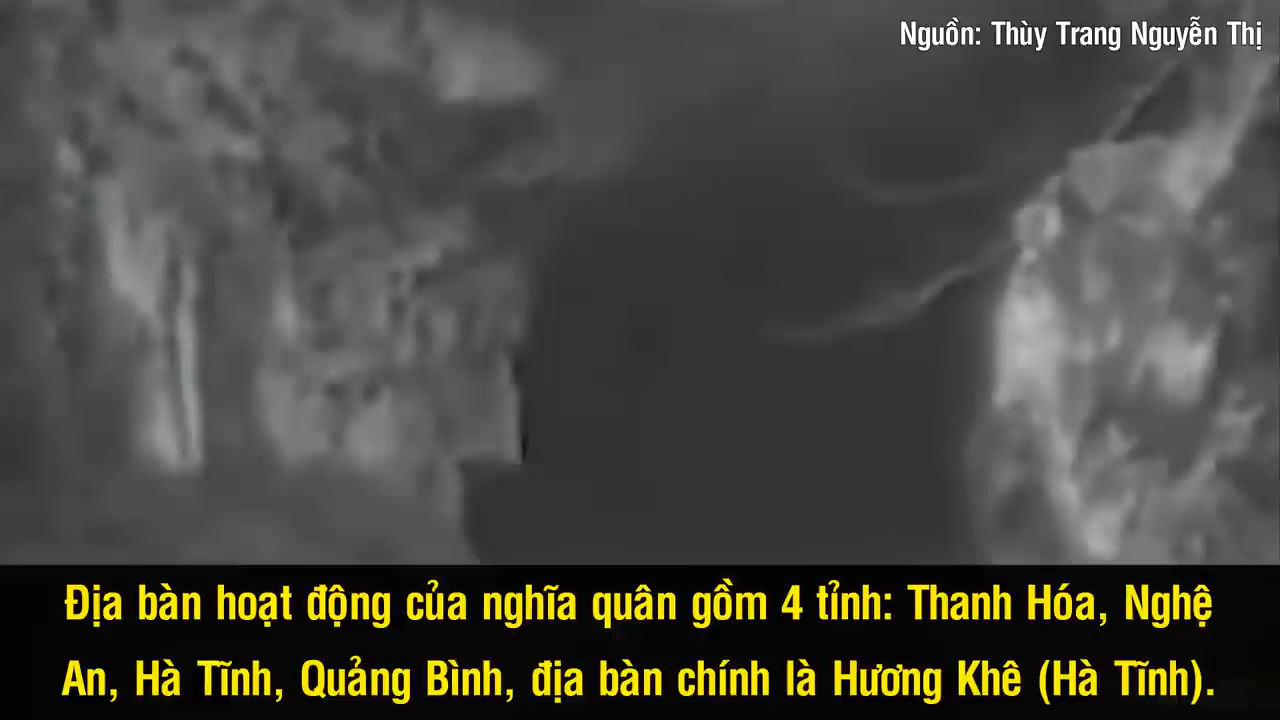 Nguồn: Thùy Trang Nguyễn Thị
Địa bàn hoạt động của nghĩa quân gồm 4 tỉnh: Thanh Hóa, Nghệ
An, Hà Tĩnh, Quảng Bình, địa bàn chính là Hương Khê (Hà Tĩnh).